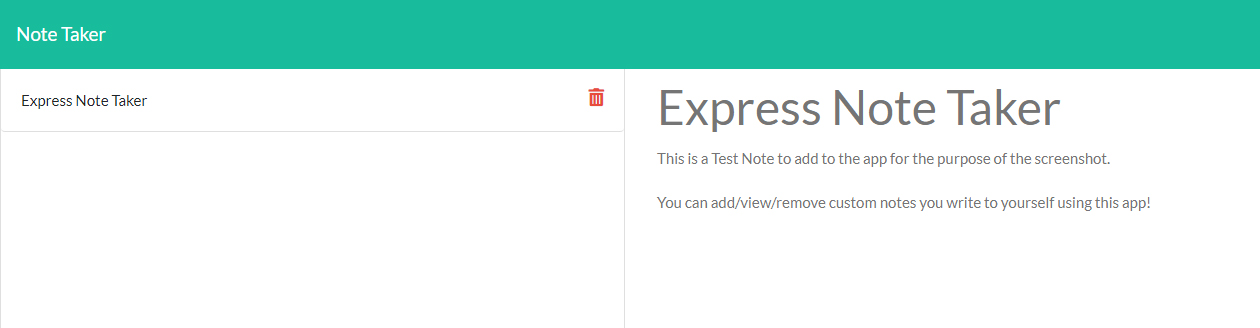 Note Taker
Express Note Taker
Express Note Taker
This is a Test Note to add to the app for the purpose of the screenshot.
You can add/view/remove custom notes you write to yourself using this app!